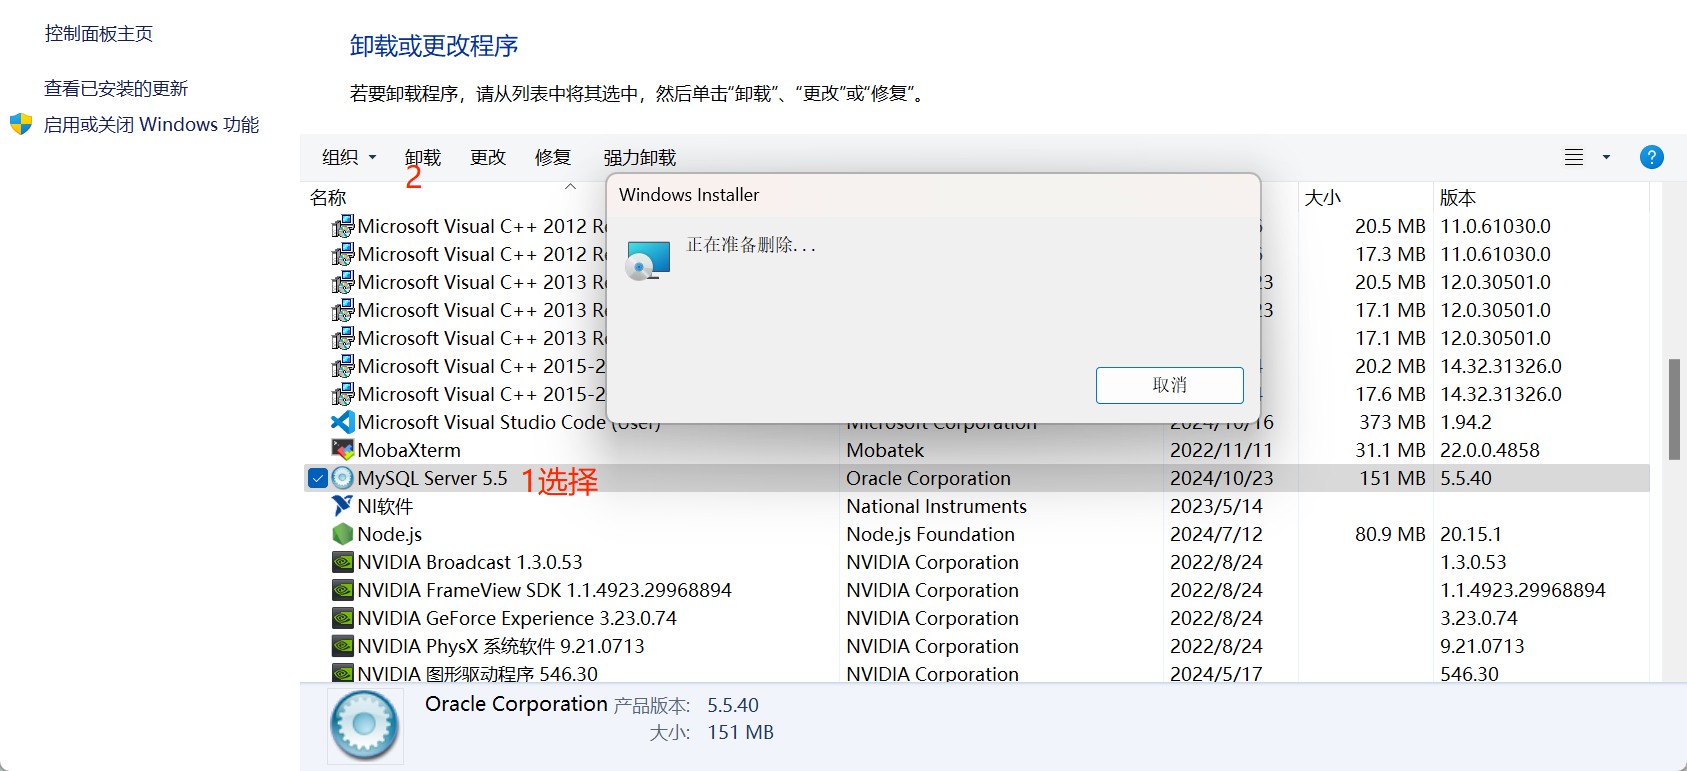 控制面板主页
查看已安装的更新
启用或关闭 Windows 功能
卸载或更改程序
若要卸载程序，请从列表中将其选中，然后单击“卸载”、“更改”或“修复”。
组织 卸载 更改 修复 强力卸载
2
名称 大小 版本
Windows Installer
正在准备删除...
取消
Microsoft Visual C++ 2012 20.5 MB 11.0.61030.0
Microsoft Visual C++ 2012 17.3 MB 11.0.61030.0
Microsoft Visual C++ 2013 20.5 MB 12.0.30501.0
Microsoft Visual C++ 2013 17.1 MB 12.0.30501.0
Microsoft Visual C++ 2013 17.1 MB 12.0.30501.0
Microsoft Visual C++ 2015-2 20.2 MB 14.32.31326.0
Microsoft Visual C++ 2015-2 17.6 MB 14.32.31326.0
Microsoft Visual Studio Code (User) Microsoft Corporation 2024/10/16 373 MB 1.94.2
MobaXterm Mobatek 2022/11/11 31.1 MB 22.0.0.4858
MySQL Server 5.5 1选择 Oracle Corporation 2024/10/23 151 MB 5.5.40
NI软件 National Instruments 2023/5/14
Node.js Node.js Foundation 2024/7/12 80.9 MB 20.15.1
NVIDIA Broadcast 1.3.0.53 NVIDIA Corporation 2022/8/24 1.3.0.53
NVIDIA FrameView SDK 1.1.4923.29968894 NVIDIA Corporation 2022/8/24 1.1.4923.29968894
NVIDIA GeForce Experience 3.23.0.74 NVIDIA Corporation 2022/8/24 3.23.0.74
NVIDIA PhysX 系统软件 9.21.0713 NVIDIA Corporation 2022/8/24 9.21.0713
NVIDIA 图形驱动程序 546.30 NVIDIA Corporation 2024/5/17 546.30
Oracle Corporation 产品版本: 5.5.40
大小: 151 MB